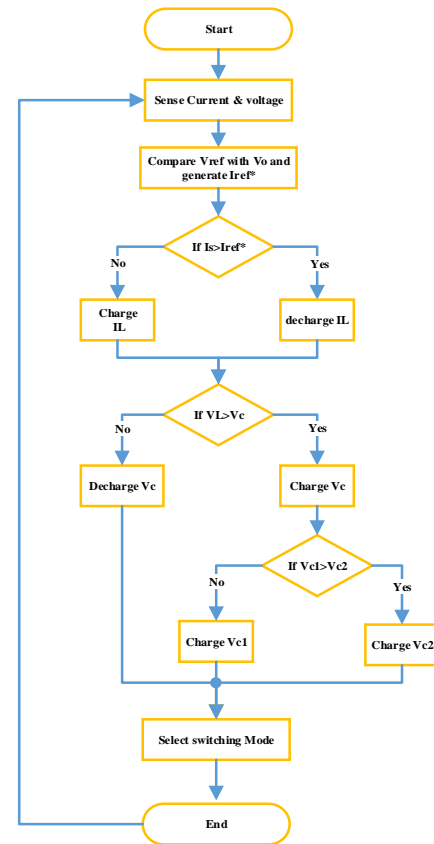 Start
Sense Current & voltage
Compare Vref with Vo and
generate Iref*
If Is>Iref*
No
Yes
Charge
IL
decharge IL
If VL>Vc
No
Yes
Decharge Vc
Charge Vc
If Vc1>Vc2
No
Yes
Charge Vc1
Charge Vc2
Select switching Mode
End